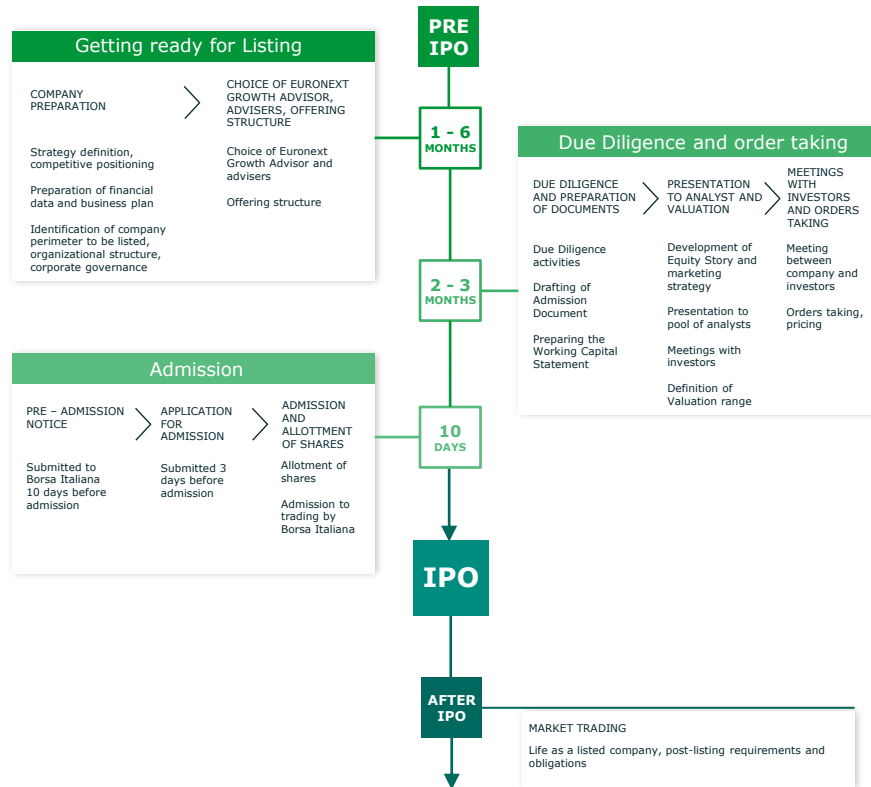 PRE
IPO
Getting ready for Listing
COMPANY
PREPARATION
Strategy definition,
competitive positioning
Preparation of financial
data and business plan
Identification of company
perimeter to be listed,
organizational structure,
corporate governance
CHOICE OF EURONEXT
GROWTH ADVISOR,
ADVISERS, OFFERING
STRUCTURE
Choice of Euronext
Growth Advisor and
advisers
Offering structure
1 - 6
MONTHS
Due Diligence and order taking
DUE DILIGENCE
AND PREPARATION
OF DOCUMENTS
Due Diligence
activities
Drafting of
Admission
Document
Preparing the
Working Capital
Statement
PRESENTATION
TO ANALYST AND
VALUATION
Development of
Equity Story and
marketing
strategy
Presentation to
pool of analysts
Meetings with
investors
Definition of
Valuation range
MEETINGS
WITH
INVESTORS
AND ORDERS
TAKING
Meeting
between
company and
investors
Orders taking,
pricing
2 - 3
MONTHS
Admission
PRE – ADMISSION
NOTICE
Submitted to
Borsa Italiana
10 days before
admission
APPLICATION
FOR
ADMISSION
Submitted 3
days before
admission
ADMISSION
AND
ALLOTTMENT
OF SHARES
Allotment of
shares
Admission to
trading by
Borsa Italiana
10
DAYS
IPO
AFTER
IPO
MARKET TRADING
Life as a listed company, post-listing requirements and
obligations